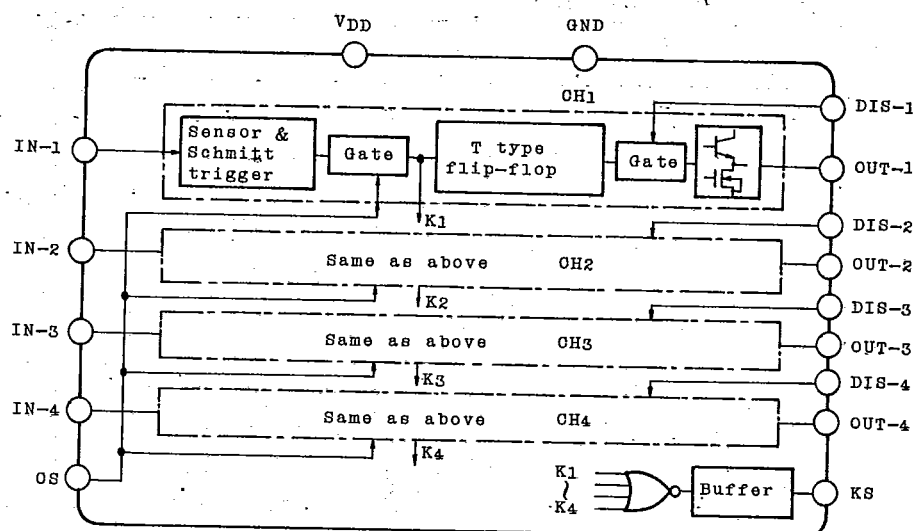 VDD
GND
CH1
DIS-1
IN-1
Sensor &
Schmitt
trigger
Gate
T type
flip-flop
Gate
OUT-1
K1
DIS-2
IN-2
Same as above CH2
OUT-2
K2
DIS-3
IN-3
Same as above CH3
OUT-3
K3
DIS-4
IN-4
Same as above CH4
OUT-4
K4
OS
K1
~
K4
Buffer
KS